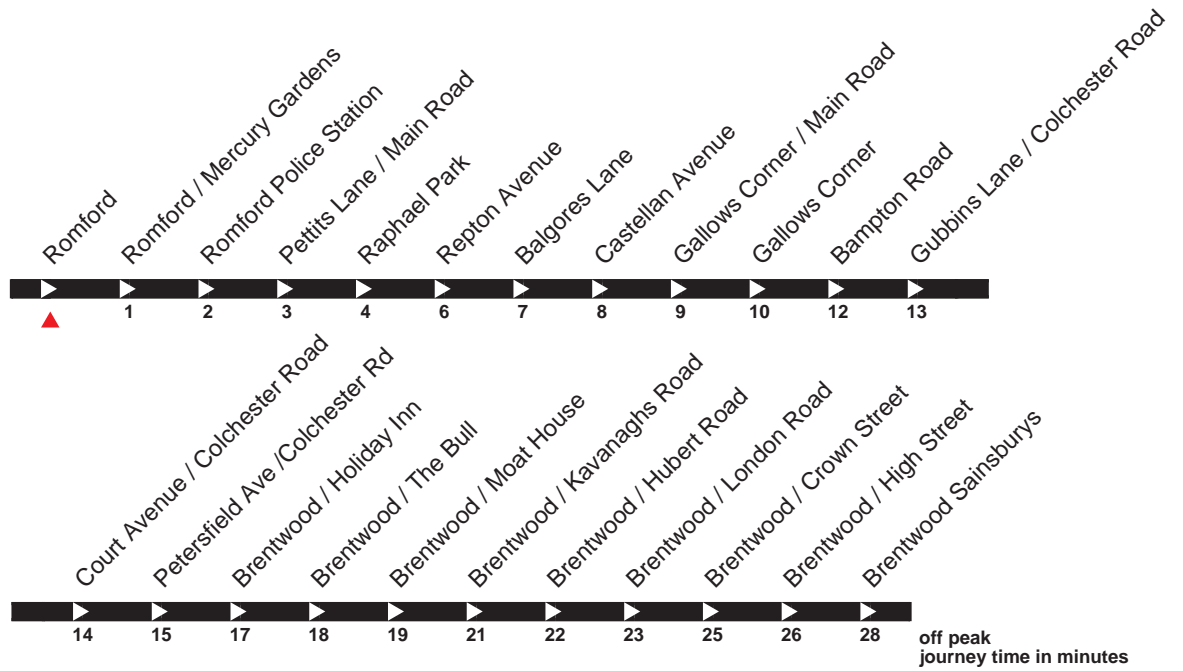 Romford
Romford / Mercury Gardens
Romford Police Station
Pettits Lane / Main Road
Raphael Park
Repton Avenue
Balgores Lane
Castellan Avenue
Gallows Corner / Main Road
Gallows Corner
Bampton Road
Gubbins Lane / Colchester Road
1 2 3 4 6 7 8 9 10 12 13
Court Avenue / Colchester Road
Petersfield Ave /Colchester Rd
Brentwood / Holiday Inn
Brentwood / The Bull
Brentwood / Moat House
Brentwood / Kavanaghs Road
Brentwood / Hubert Road
Brentwood / London Road
Brentwood / Crown Street
Brentwood / High Street
Brentwood Sainsburys
14 15 17 18 19 21 22 23 25 26 28
off peak
journey time in minutes